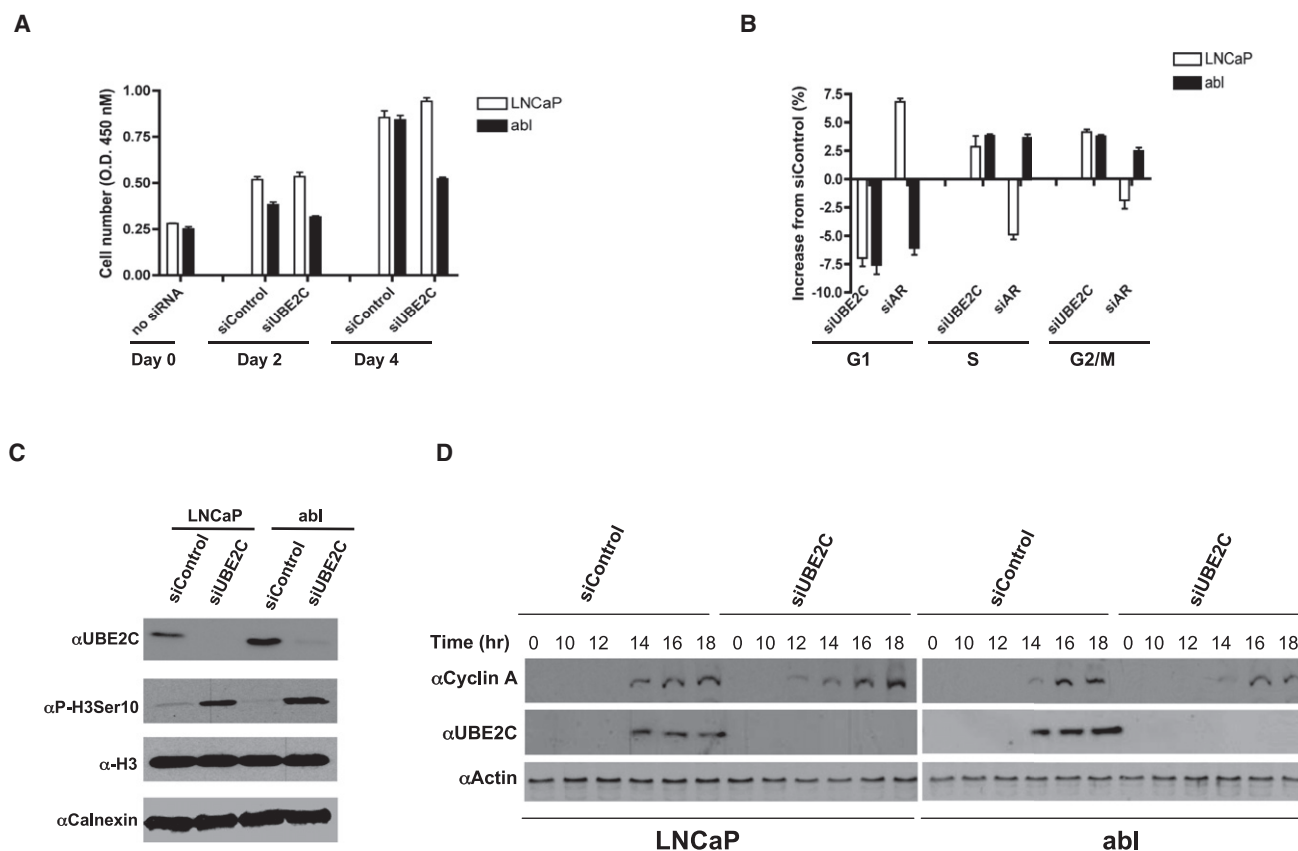 A
Cell number (O.D. 450 nM)
1.00
0.75
0.50
0.25
0.00
LNCaP
abl
no siRNA
siControl
siUBE2C
siControl
siUBE2C
Day 0
Day 2
Day 4
B
Increase from siControl (%)
7.5
5.0
2.5
0.0
-2.5
-5.0
-7.5
-10.0
LNCaP
abl
siUBE2C
siAR
siUBE2C
siAR
siUBE2C
siAR
G1
S
G2/M
C
LNCaP
abl
siControl
siUBE2C
siControl
siUBE2C
αUBE2C
αP-H3Ser10
α-H3
αCalnexin
D
siControl
siUBE2C
siControl
siUBE2C
Time (hr) 0 10 12 14 16 18 0 10 12 14 16 18 0 10 12 14 16 18 0 10 12 14 16 18
αCyclin A
αUBE2C
αActin
LNCaP
abl